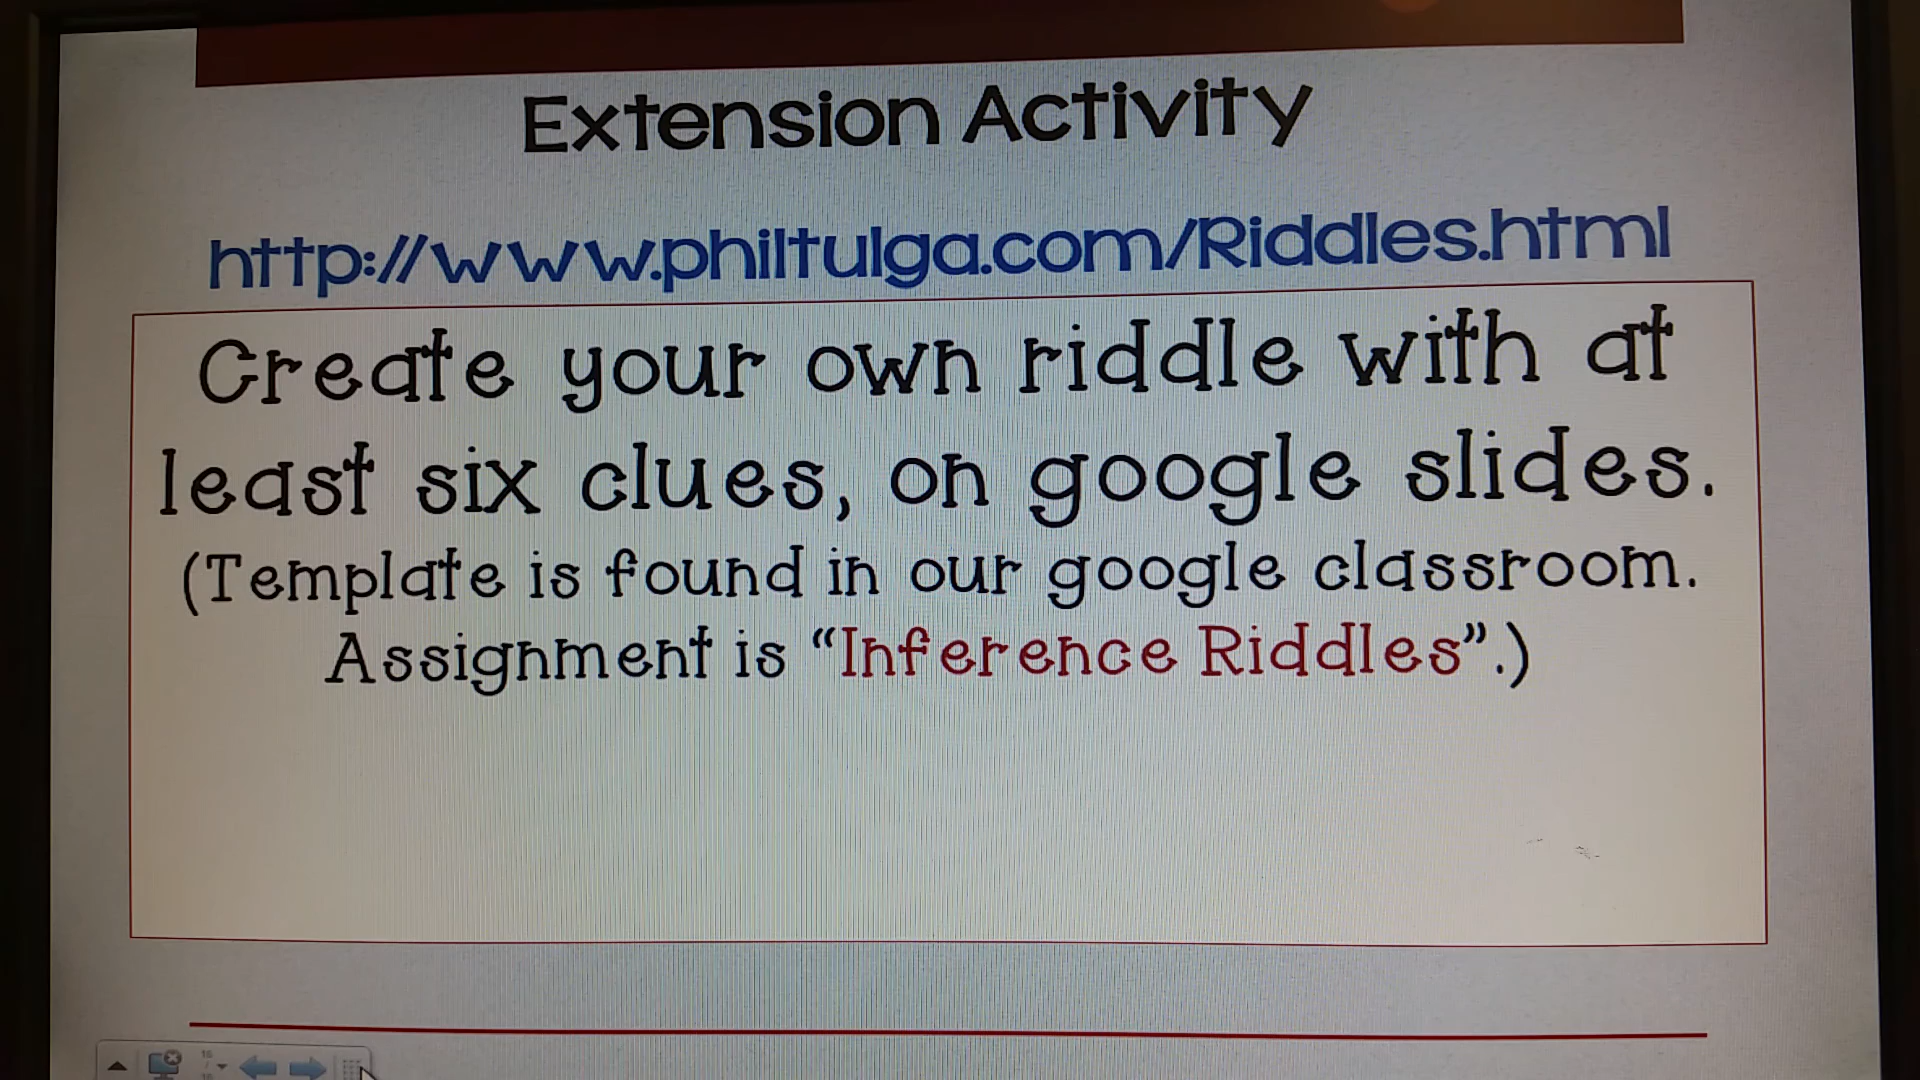 Extension Activity
http://www.philtulga.com/Riddles.html
Create your own riddle with at
least six clues, on google slides.
(Template is found in our google classroom.
Assignment is “Inference Riddles”.)